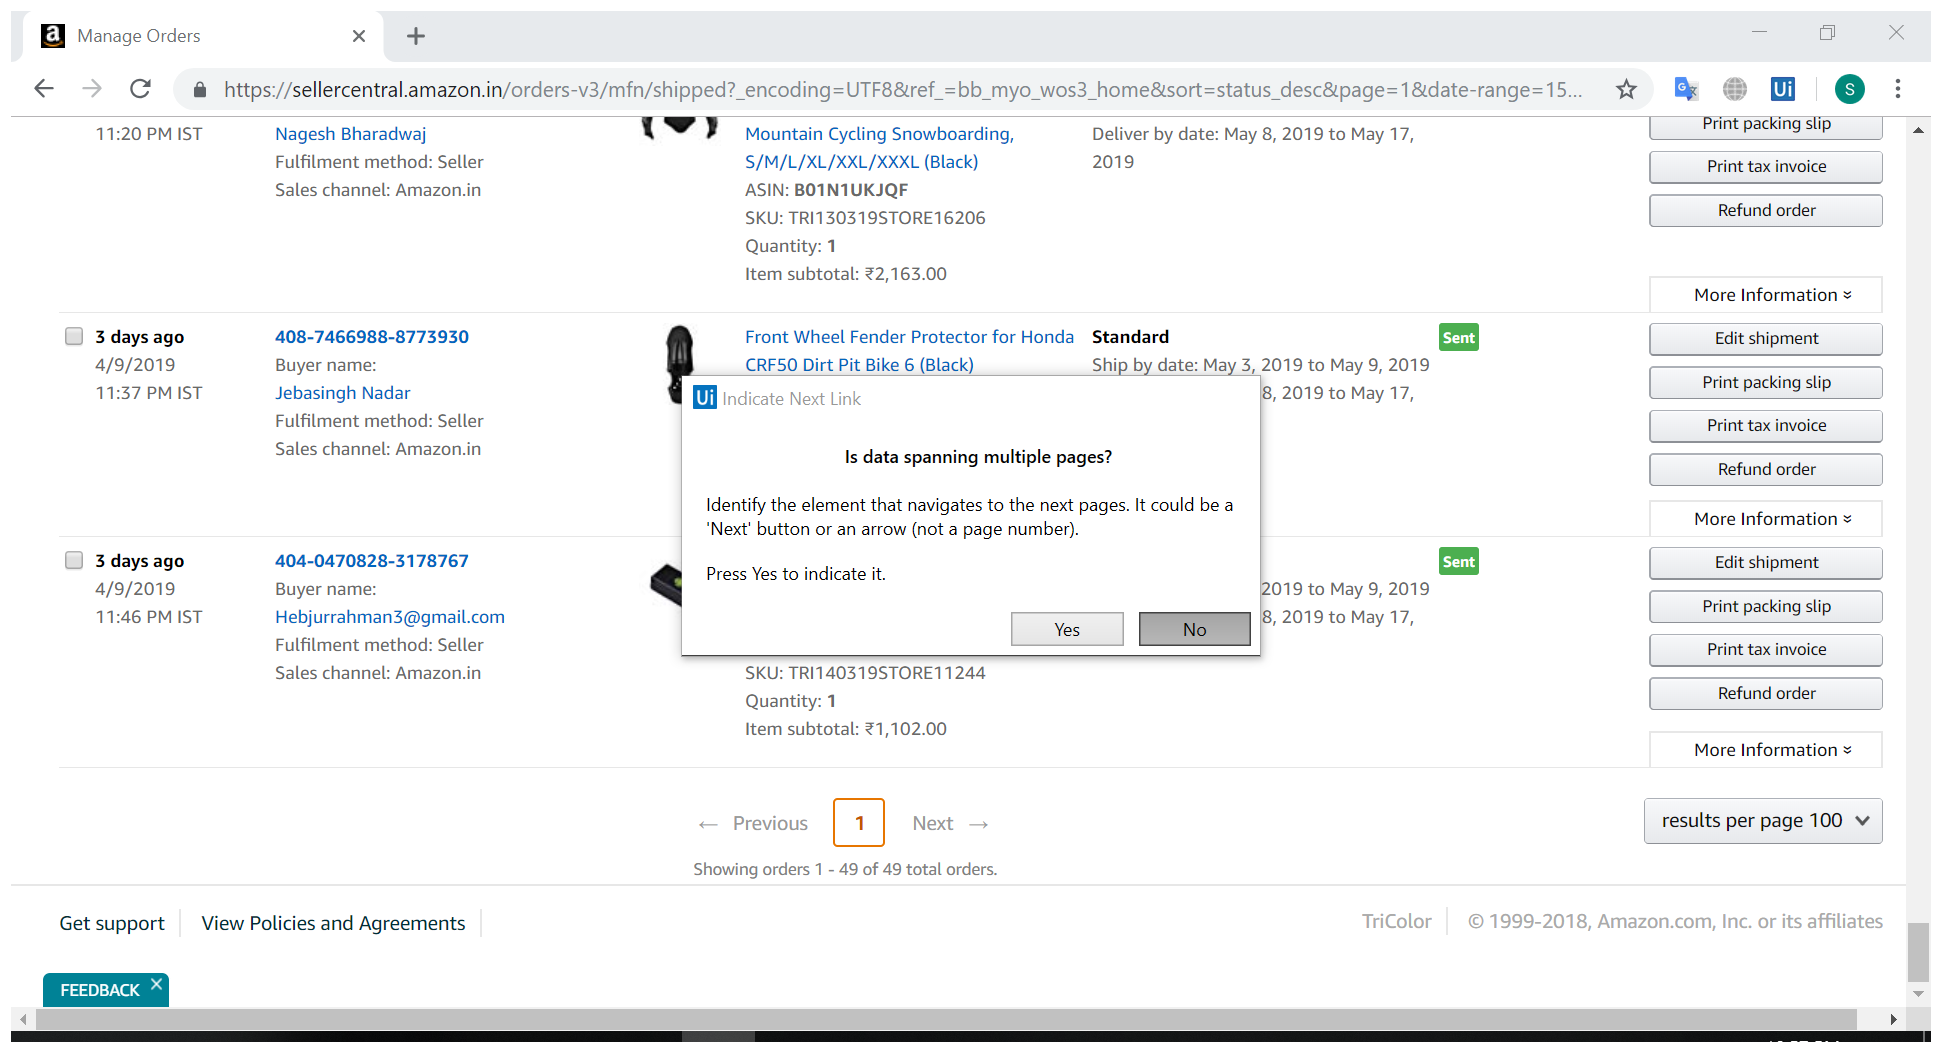 a Manage Orders
https://sellercentral.amazon.in/orders-v3/mfn/shipped?_encoding=UTF8&ref_=bb_myo_wos3_home&sort=status_desc&page=1&date-range=15... Ui S
11:20 PM IST
Nagesh Bharadwaj
Fulfilment method: Seller
Sales channel: Amazon.in
Mountain Cycling Snowboarding,
S/M/L/XL/XXL/XXXL (Black)
ASIN: B01N1UKJQF
SKU: TRI130319STORE16206
Quantity: 1
Item subtotal: ₹2,163.00
Deliver by date: May 8, 2019 to May 17,
2019
Print packing slip
Print tax invoice
Refund order
More Information
3 days ago
4/9/2019
11:37 PM IST
408-7466988-8773930
Buyer name:
Jebasingh Nadar
Fulfilment method: Seller
Sales channel: Amazon.in
Front Wheel Fender Protector for Honda
CRF50 Dirt Pit Bike 6 (Black)
Standard
Ship by date: May 3, 2019 to May 9, 2019
8, 2019 to May 17,
Sent
Edit shipment
Print packing slip
Print tax invoice
Refund order
More Information
Ui Indicate Next Link
Is data spanning multiple pages?
Identify the element that navigates to the next pages. It could be a
'Next' button or an arrow (not a page number).
Press Yes to indicate it.
Yes
No
3 days ago
4/9/2019
11:46 PM IST
404-0470828-3178767
Buyer name:
Hebjurrahman3@gmail.com
Fulfilment method: Seller
Sales channel: Amazon.in
SKU: TRI140319STORE11244
Quantity: 1
Item subtotal: ₹1,102.00
2019 to May 9, 2019
8, 2019 to May 17,
Sent
Edit shipment
Print packing slip
Print tax invoice
Refund order
More Information
← Previous 1 Next →
Showing orders 1 - 49 of 49 total orders.
results per page 100
Get support
View Policies and Agreements
TriColor
© 1999-2018, Amazon.com, Inc. or its affiliates
FEEDBACK